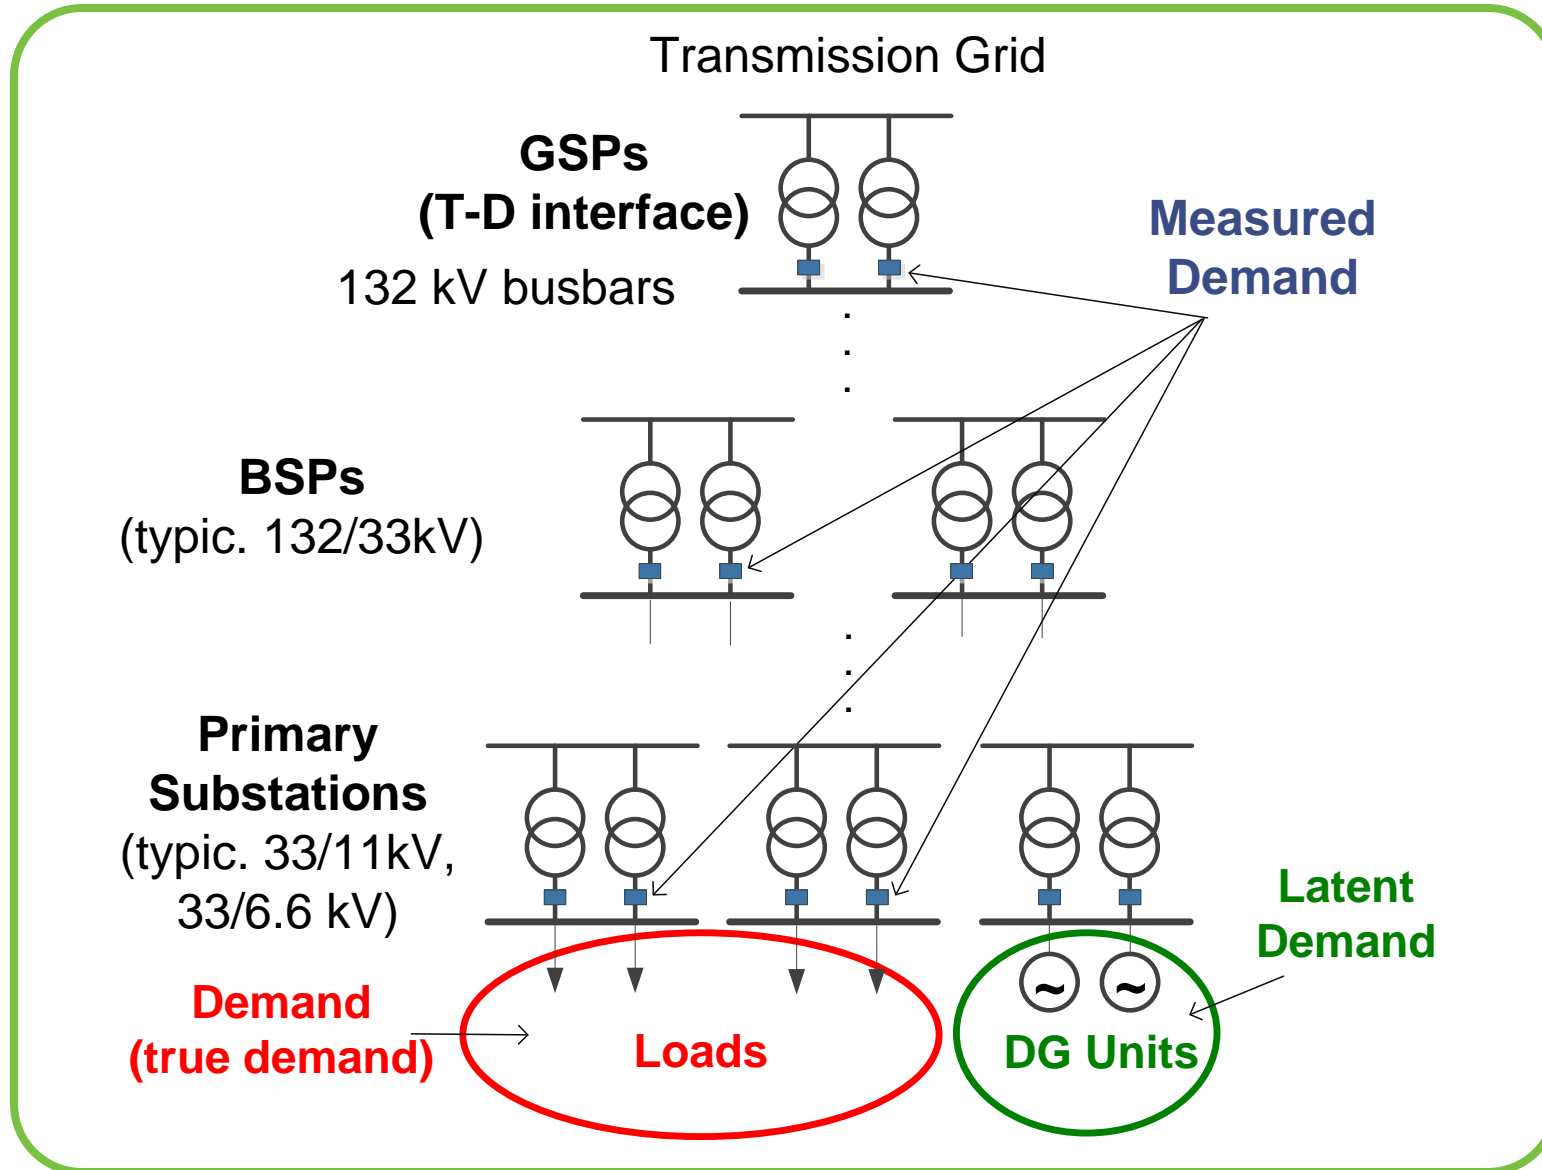 Transmission Grid
GSPs
(T-D interface)
132 kV busbars
Measured
Demand
.
.
.
BSPs
(typic. 132/33kV)
.
.
.
Primary
Substations
(typic. 33/11kV,
33/6.6 kV)
Latent
Demand
Demand
(true demand)
Loads
~ ~
DG Units